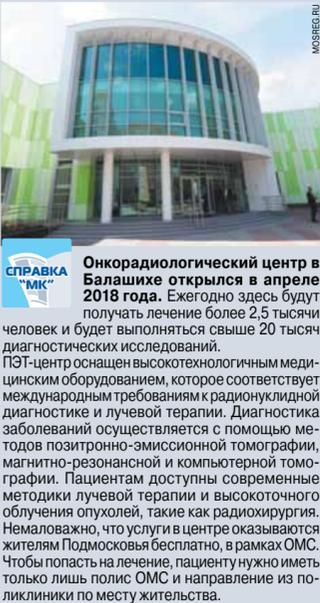 MOSREG.RU
СПРАВКА
"МК"
Онкорадиологический центр в
Балашихе открылся в апреле
2018 года. Ежегодно здесь будут
получать лечение более 2,5 тысячи
человек и будет выполняться свыше 20 тысяч
диагностических исследований.
ПЭТ-центр оснащен высокотехнологичным меди-
цинским оборудованием, которое соответствует
международным требованиям к радионуклидной
диагностике и лучевой терапии. Диагностика
заболеваний осуществляется с помощью ме-
тодов позитронно-эмиссионной томографии,
магнитно-резонансной и компьютерной томо-
графии. Пациентам доступны современные
методики лучевой терапии и высокоточного
облучения опухолей, такие как радиохирургия.
Немаловажно, что услуги в центре оказываются
жителям Подмосковья бесплатно, в рамках ОМС.
Чтобы попасть на лечение, пациенту нужно иметь
только лишь полис ОМС и направление из по-
ликлиники по месту жительства.